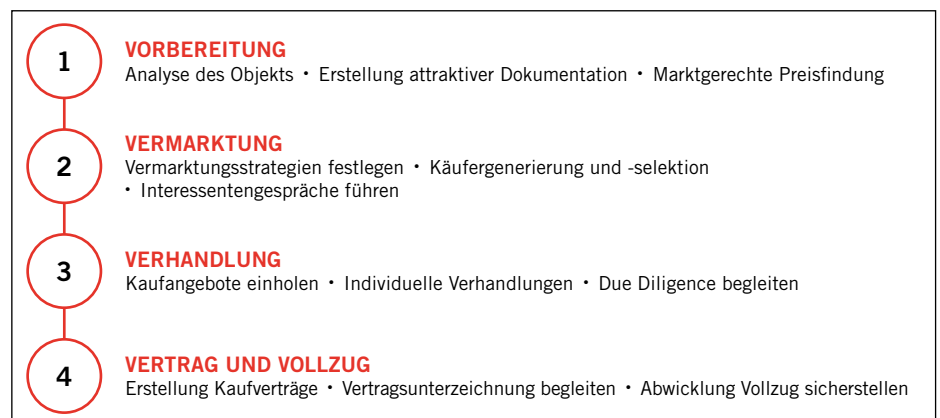 1
VORBEREITUNG
Analyse des Objekts • Erstellung attraktiver Dokumentation • Marktgerechte Preisfindung
2
VERMARKTUNG
Vermarktungsstrategien festlegen • Käufergenerierung und -selektion
• Interessentengespräche führen
3
VERHANDLUNG
Kaufangebote einholen • Individuelle Verhandlungen • Due Diligence begleiten
4
VERTRAG UND VOLLZUG
Erstellung Kaufverträge • Vertragsunterzeichnung begleiten • Abwicklung Vollzug sicherstellen